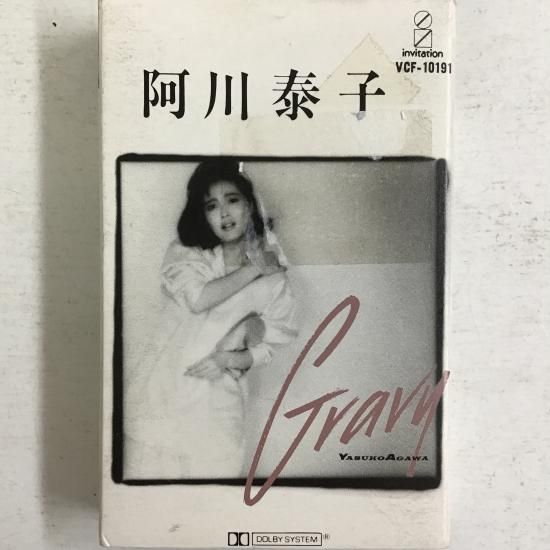 invitation
VCF-10191
阿川泰子
Gravy
YASUKO AGAWA
DOLBY SYSTEM®